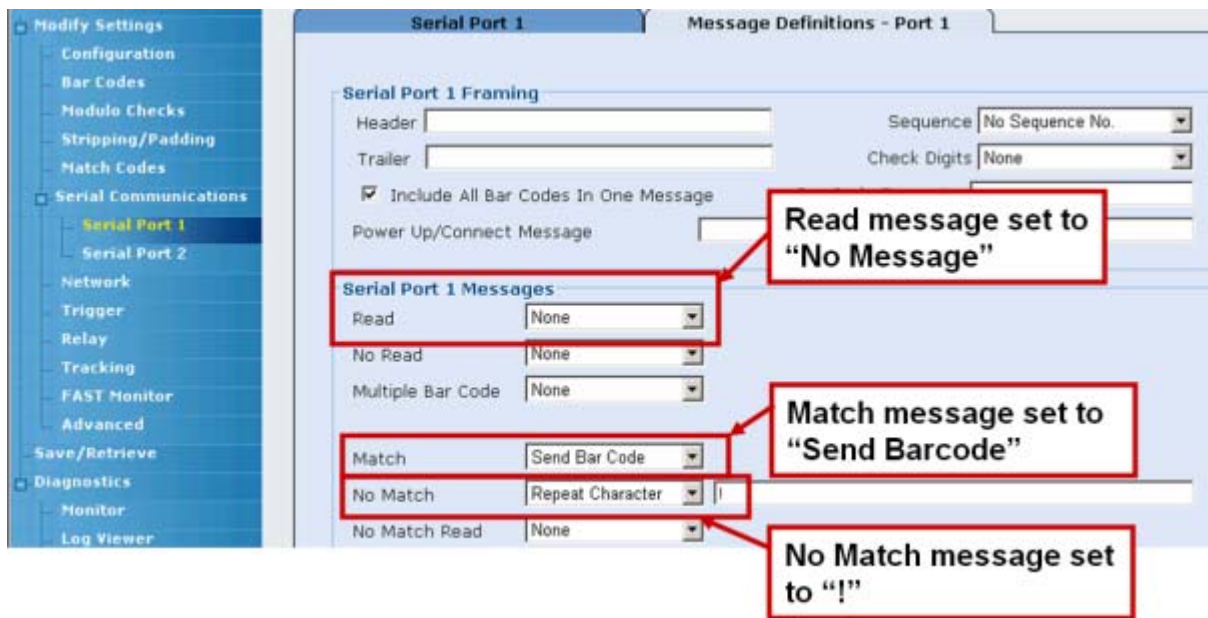 Modify Settings
Configuration
Bar Codes
Modulo Checks
Stripping/Padding
Match Codes
Serial Communications
Serial Port 1
Serial Port 2
Network
Trigger
Relay
Tracking
FAST Monitor
Advanced
Save/Retrieve
Diagnostics
Monitor
Log Viewer
Serial Port 1
Message Definitions - Port 1
Serial Port 1 Framing
Header
Sequence No Sequence No.
Trailer
Check Digits None
Include All Bar Codes In One Message
Power Up/Connect Message
Read message set to
“No Message”
Serial Port 1 Messages
Read None
No Read None
Multiple Bar Code None
Match message set to
“Send Barcode”
Match Send Bar Code
No Match Repeat Character !
No Match Read None
No Match message set
to “!”